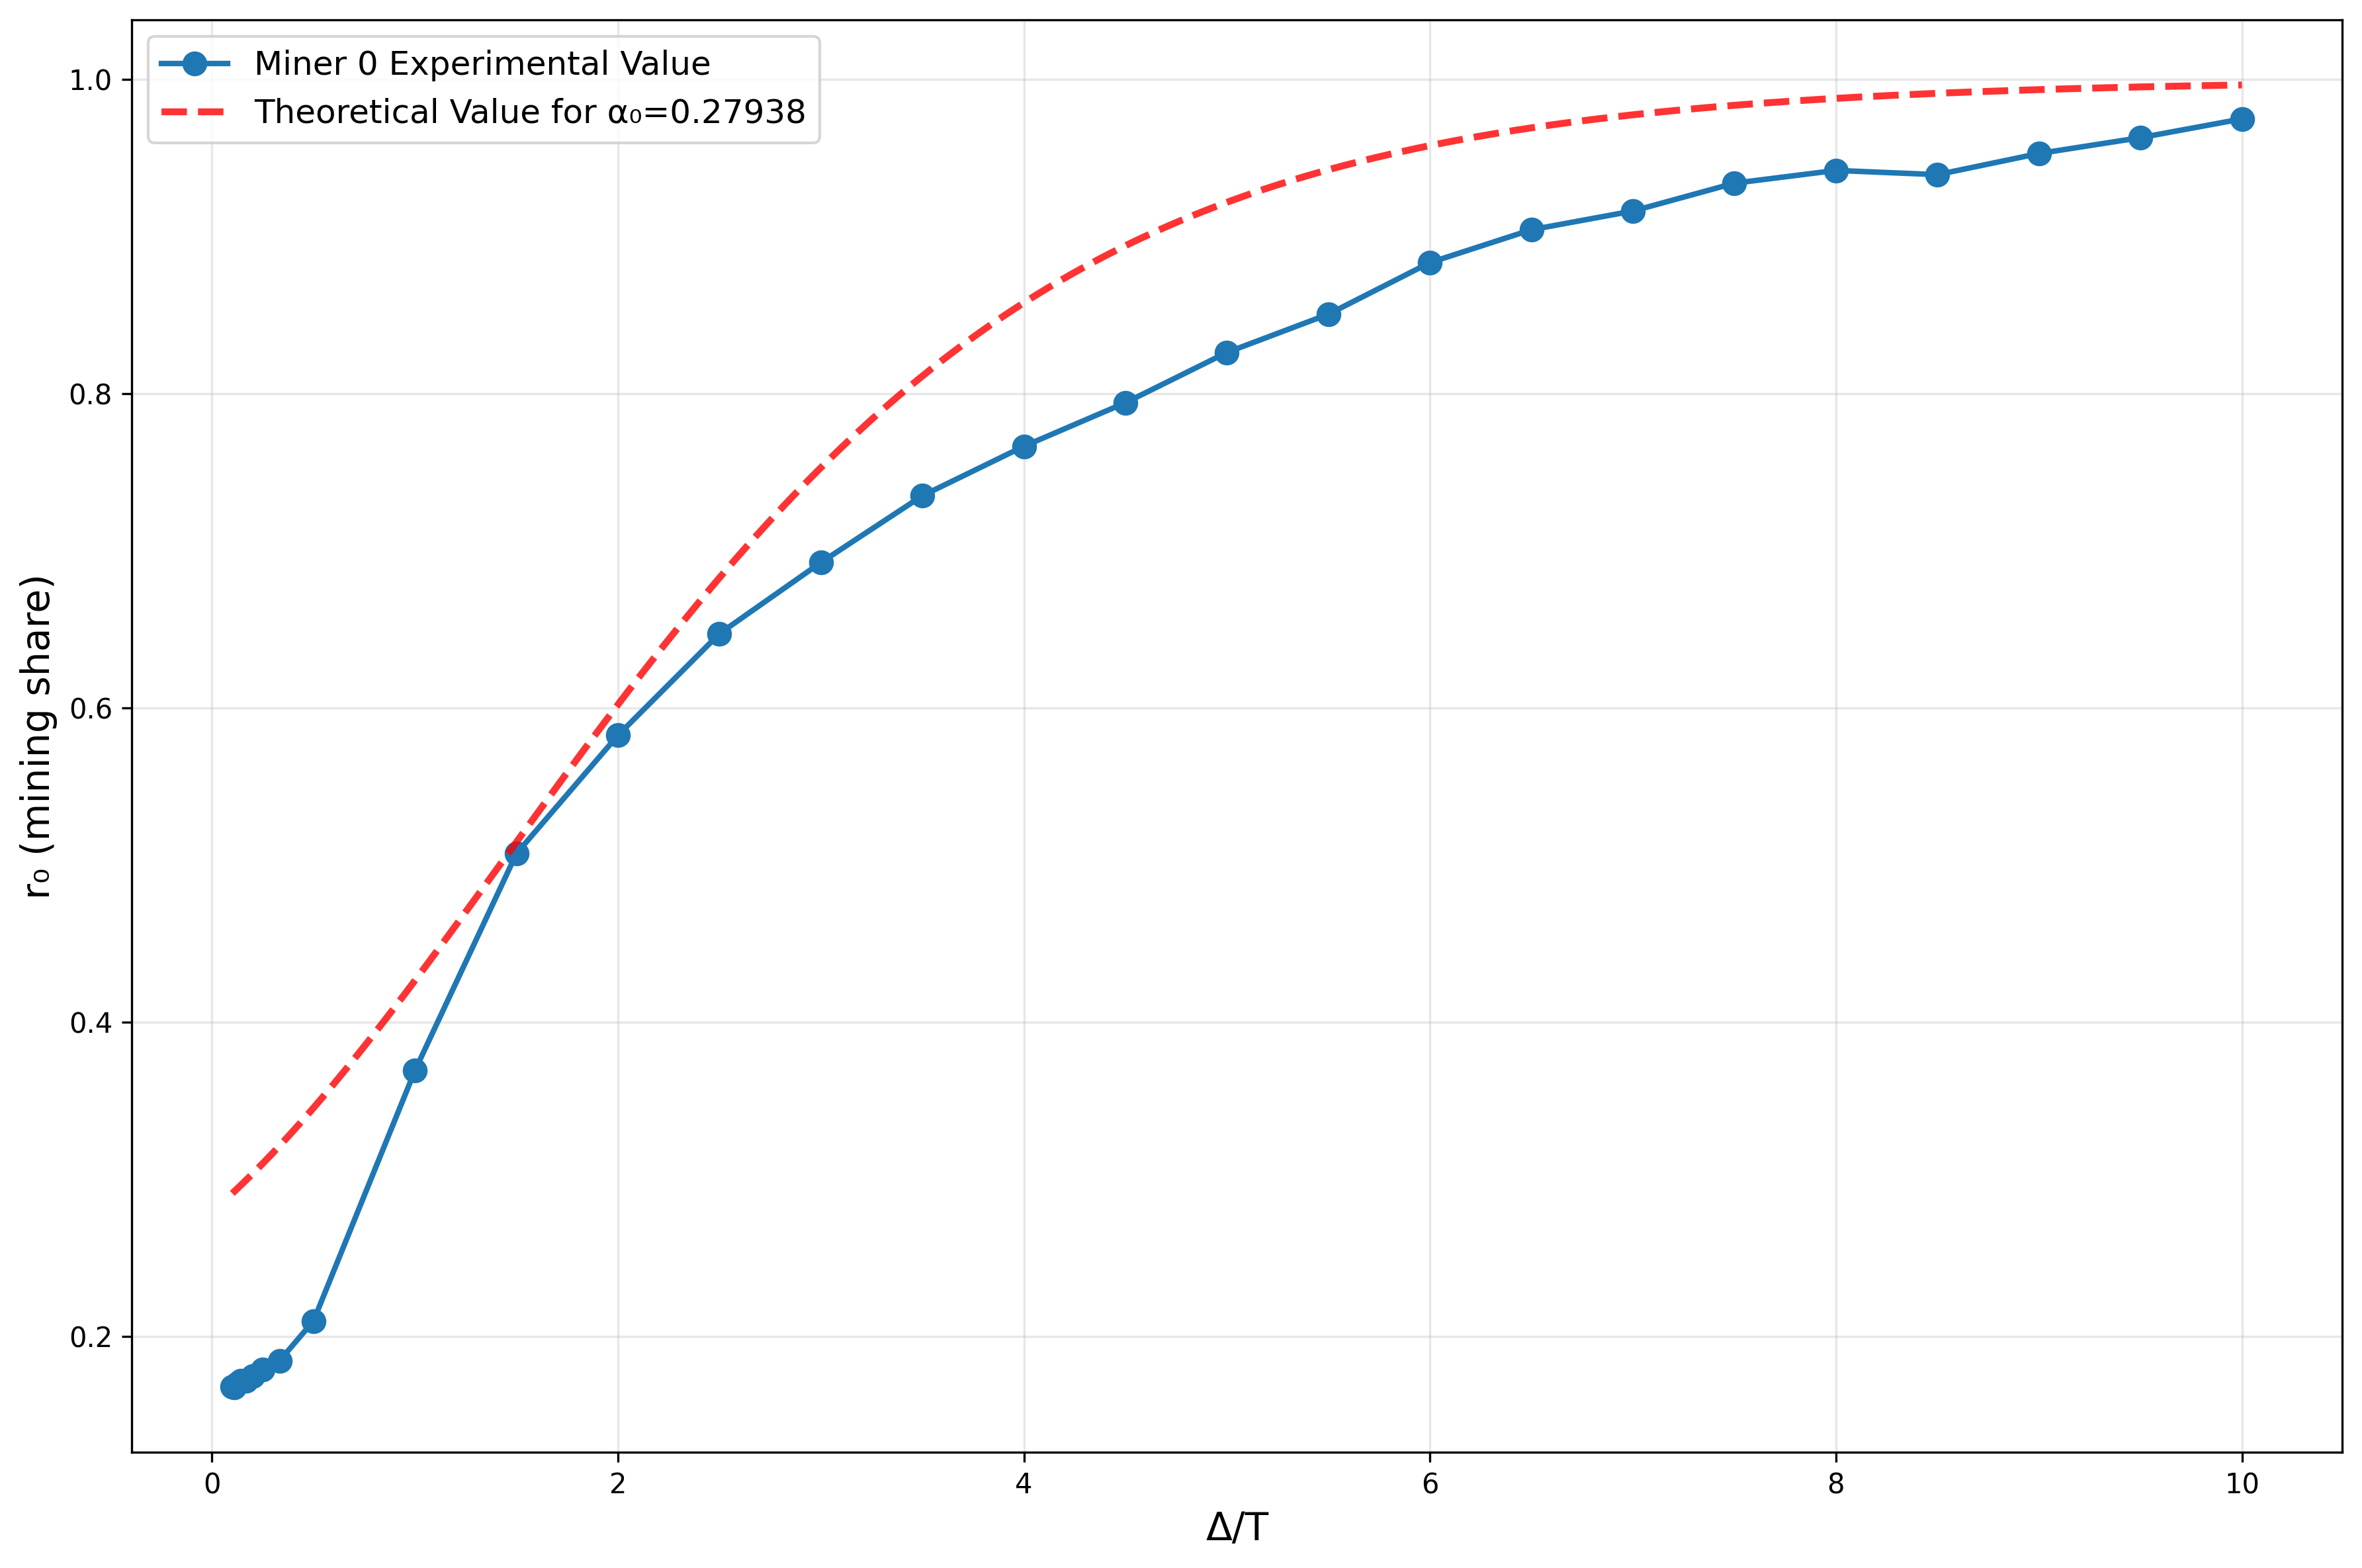 Miner 0 Experimental Value
Theoretical Value for α₀=0.27938
1.0
0.8
0.6
0.4
0.2
r₀ (mining share)
0 2 4 6 8 10
Δ/T